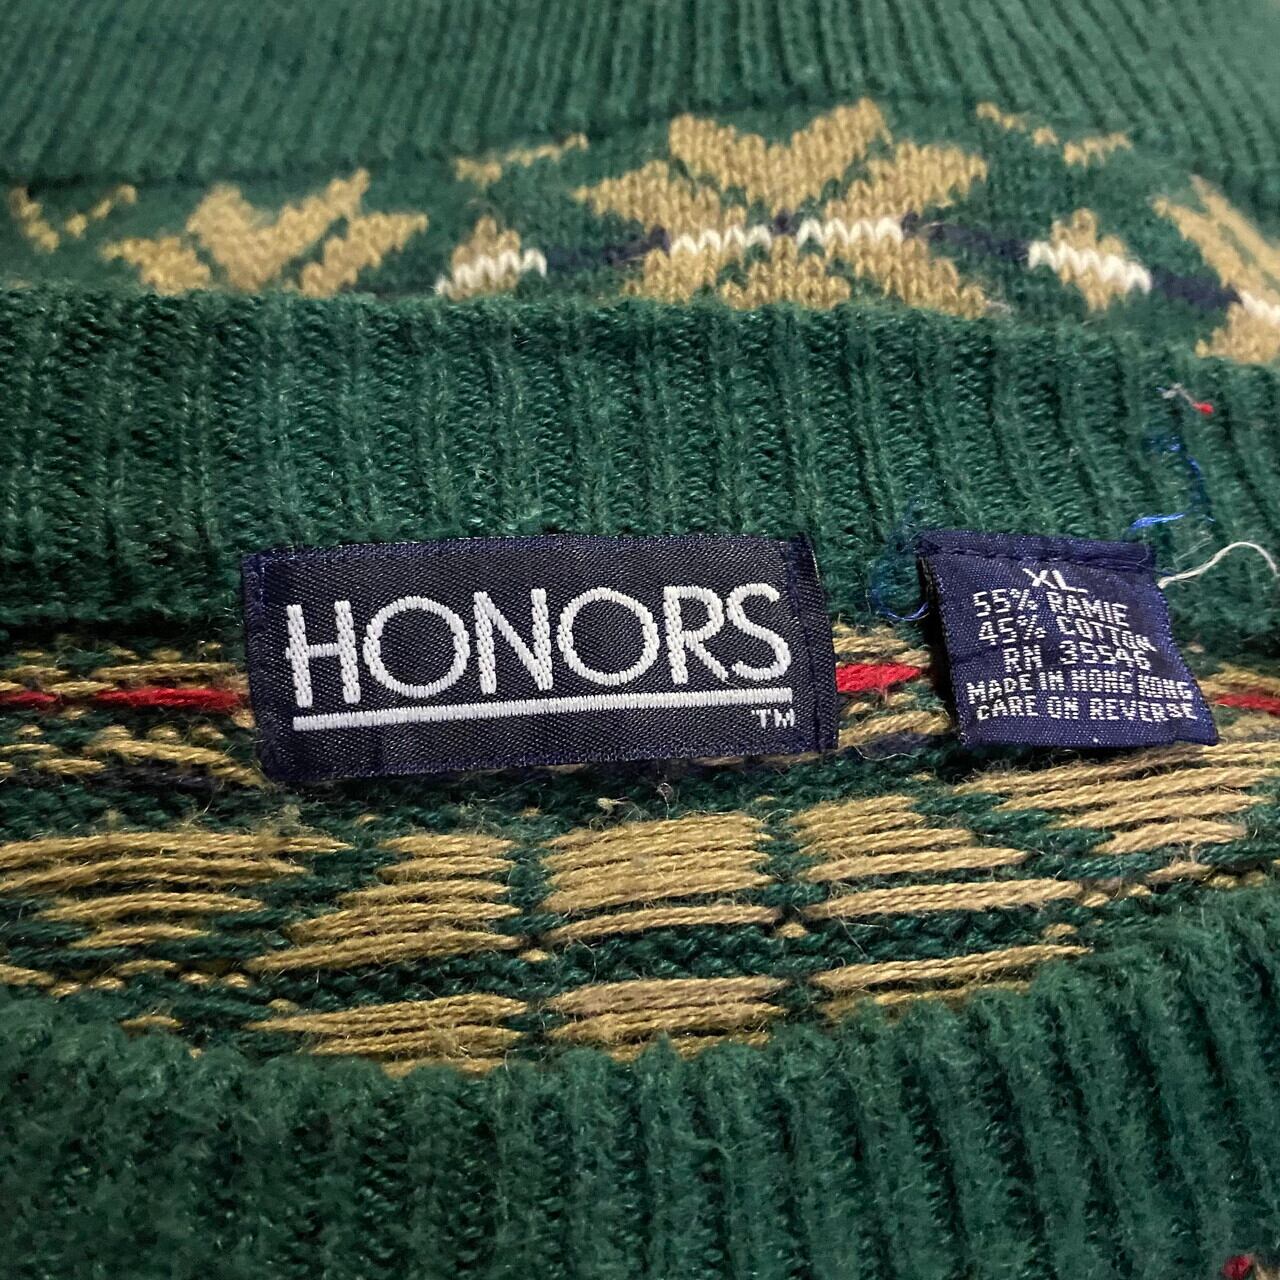 HONORS
TM
XL
55% RAMIE
45% COTTON
RN 35546
MADE IN HONG KONG
CARE ON REVERSE